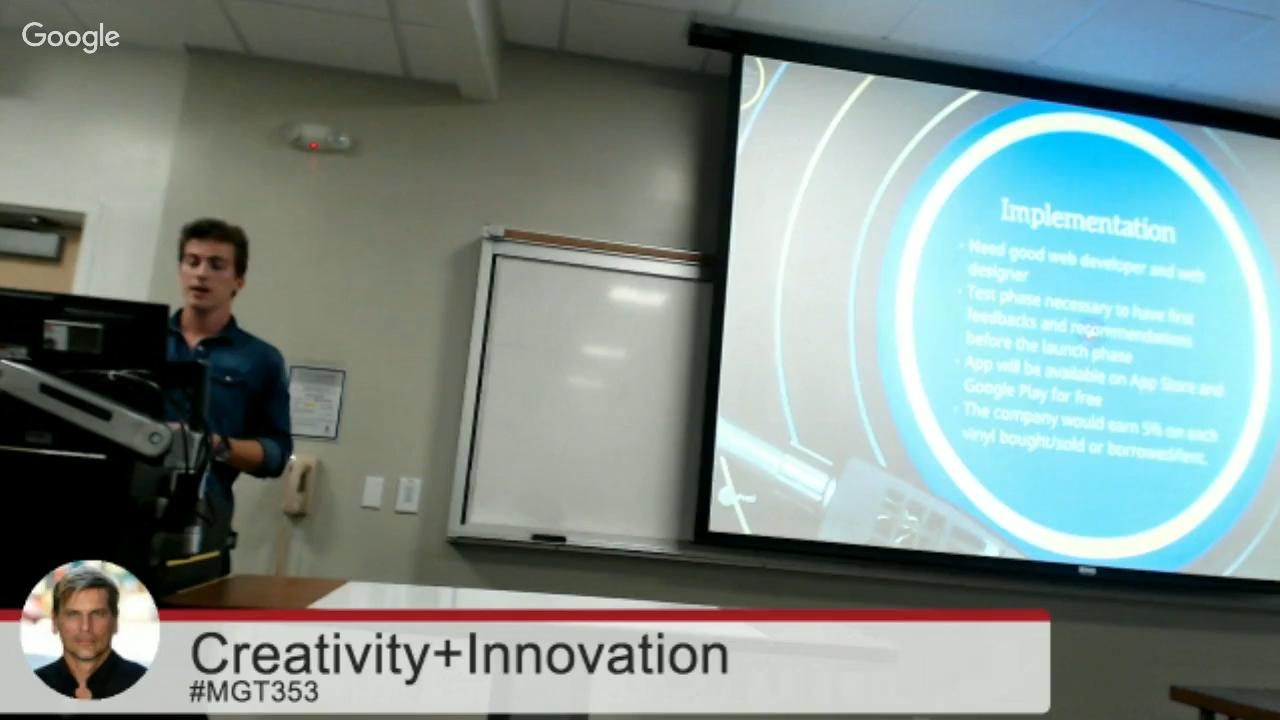 Google
Implementation
• Need good web developer and web
designer
• Test phase necessary to have first
feedbacks and recommendations
before the launch phase
• App will be available on App Store and
Google Play for free
• The company would earn 5% on each
vinyl bought/sold or borrowed/lent.
Creativity+Innovation
#MGT353